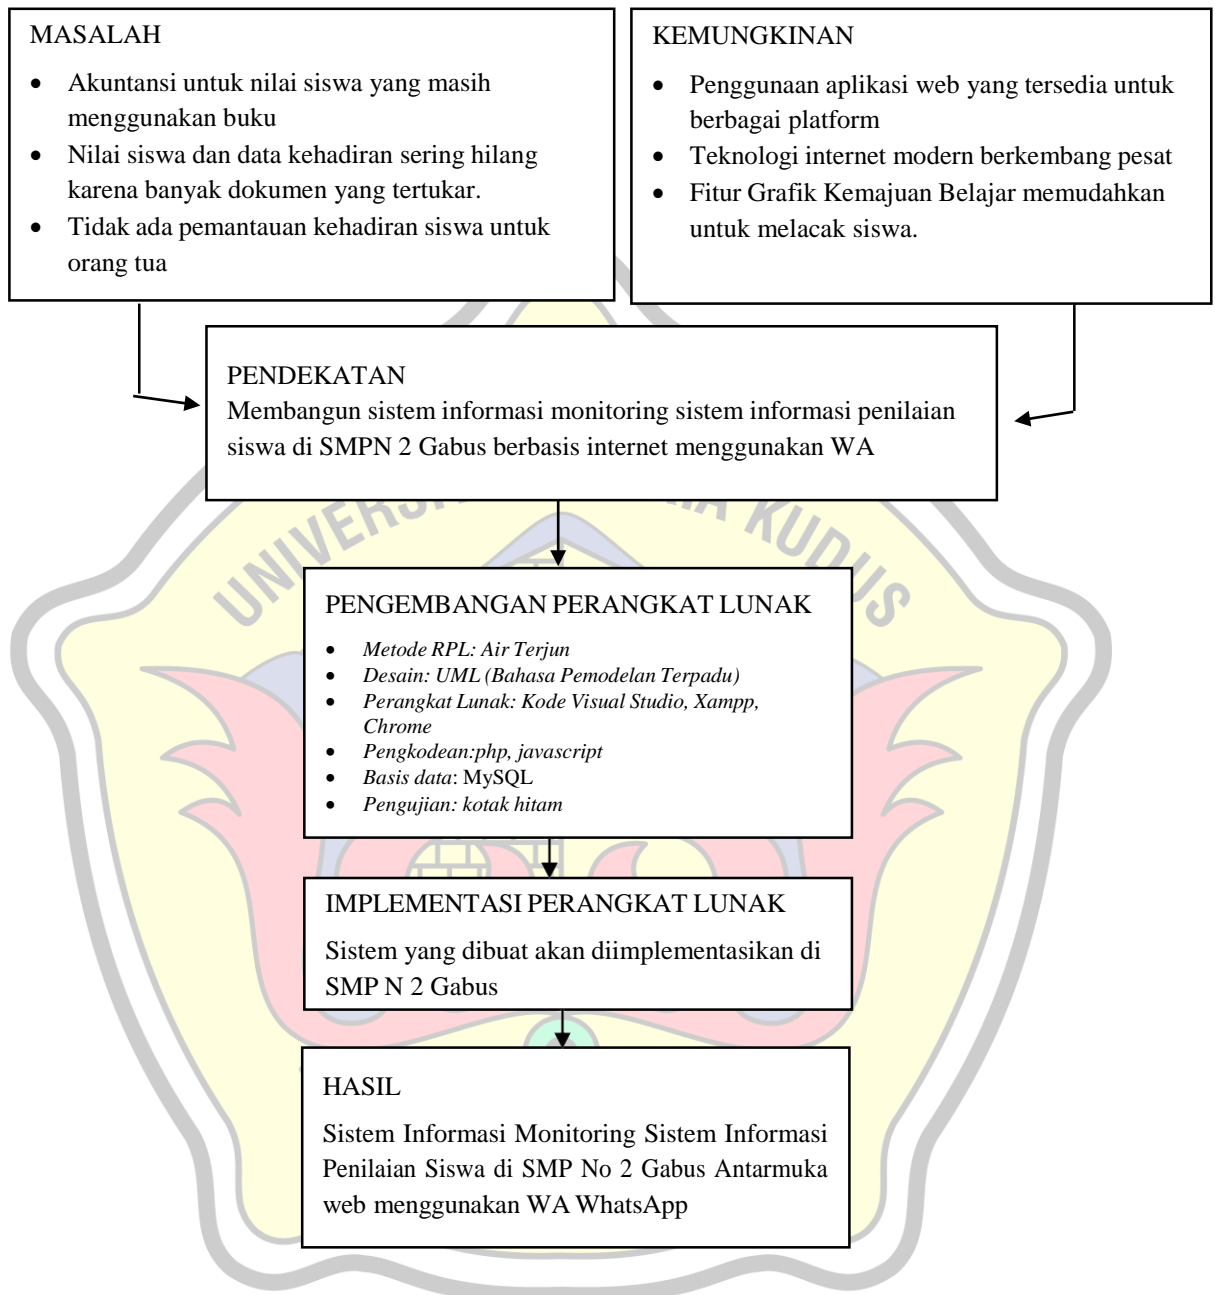 MASALAH
• Akuntansi untuk nilai siswa yang masih
menggunakan buku
• Nilai siswa dan data kehadiran sering hilang
karena banyak dokumen yang tertukar.
• Tidak ada pemantauan kehadiran siswa untuk
orang tua
KEMUNGKINAN
• Penggunaan aplikasi web yang tersedia untuk
berbagai platform
• Teknologi internet modern berkembang pesat
• Fitur Grafik Kemajuan Belajar memudahkan
untuk melacak siswa.
PENDEKATAN
Membangun sistem informasi monitoring sistem informasi penilaian
siswa di SMPN 2 Gabus berbasis internet menggunakan WA
PENGEMBANGAN PERANGKAT LUNAK
• Metode RPL: Air Terjun
• Desain: UML (Bahasa Pemodelan Terpadu)
• Perangkat Lunak: Kode Visual Studio, Xampp,
Chrome
• Pengkodean:php, javascript
• Basis data: MySQL
• Pengujian: kotak hitam
IMPLEMENTASI PERANGKAT LUNAK
Sistem yang dibuat akan diimplementasikan di
SMP N 2 Gabus
HASIL
Sistem Informasi Monitoring Sistem Informasi
Penilaian Siswa di SMP No 2 Gabus Antarmuka
web menggunakan WA WhatsApp
KUDUS